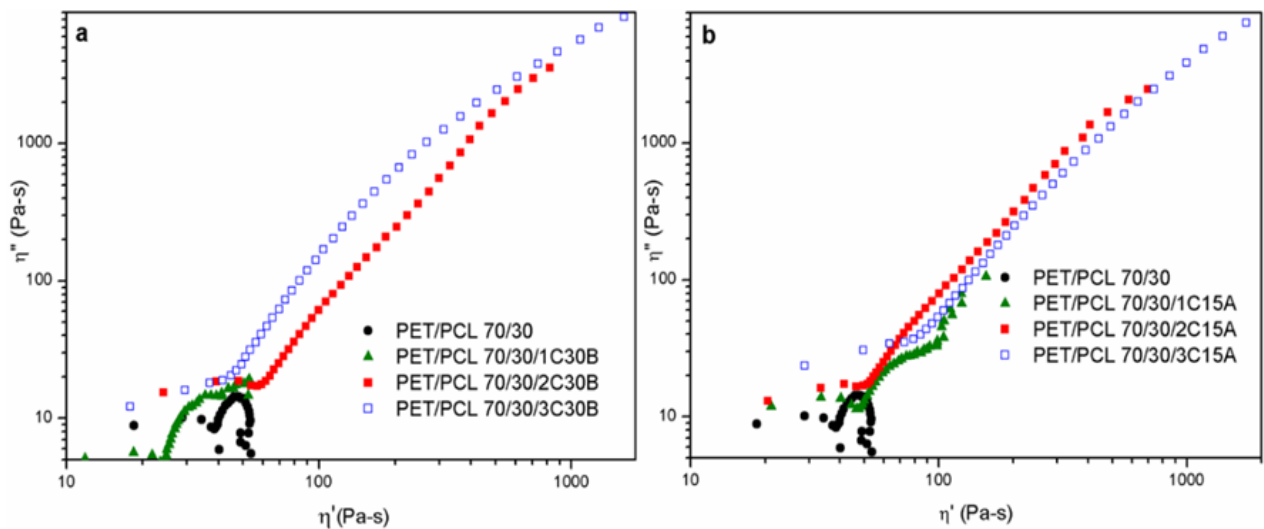 a
1000
100
10
η" (Pa-s)
PET/PCL 70/30
PET/PCL 70/30/1C30B
PET/PCL 70/30/2C30B
PET/PCL 70/30/3C30B
10
100
1000
η'(Pa-s)
b
1000
100
10
η" (Pa-s)
PET/PCL 70/30
PET/PCL 70/30/1C15A
PET/PCL 70/30/2C15A
PET/PCL 70/30/3C15A
10
100
1000
η' (Pa-s)